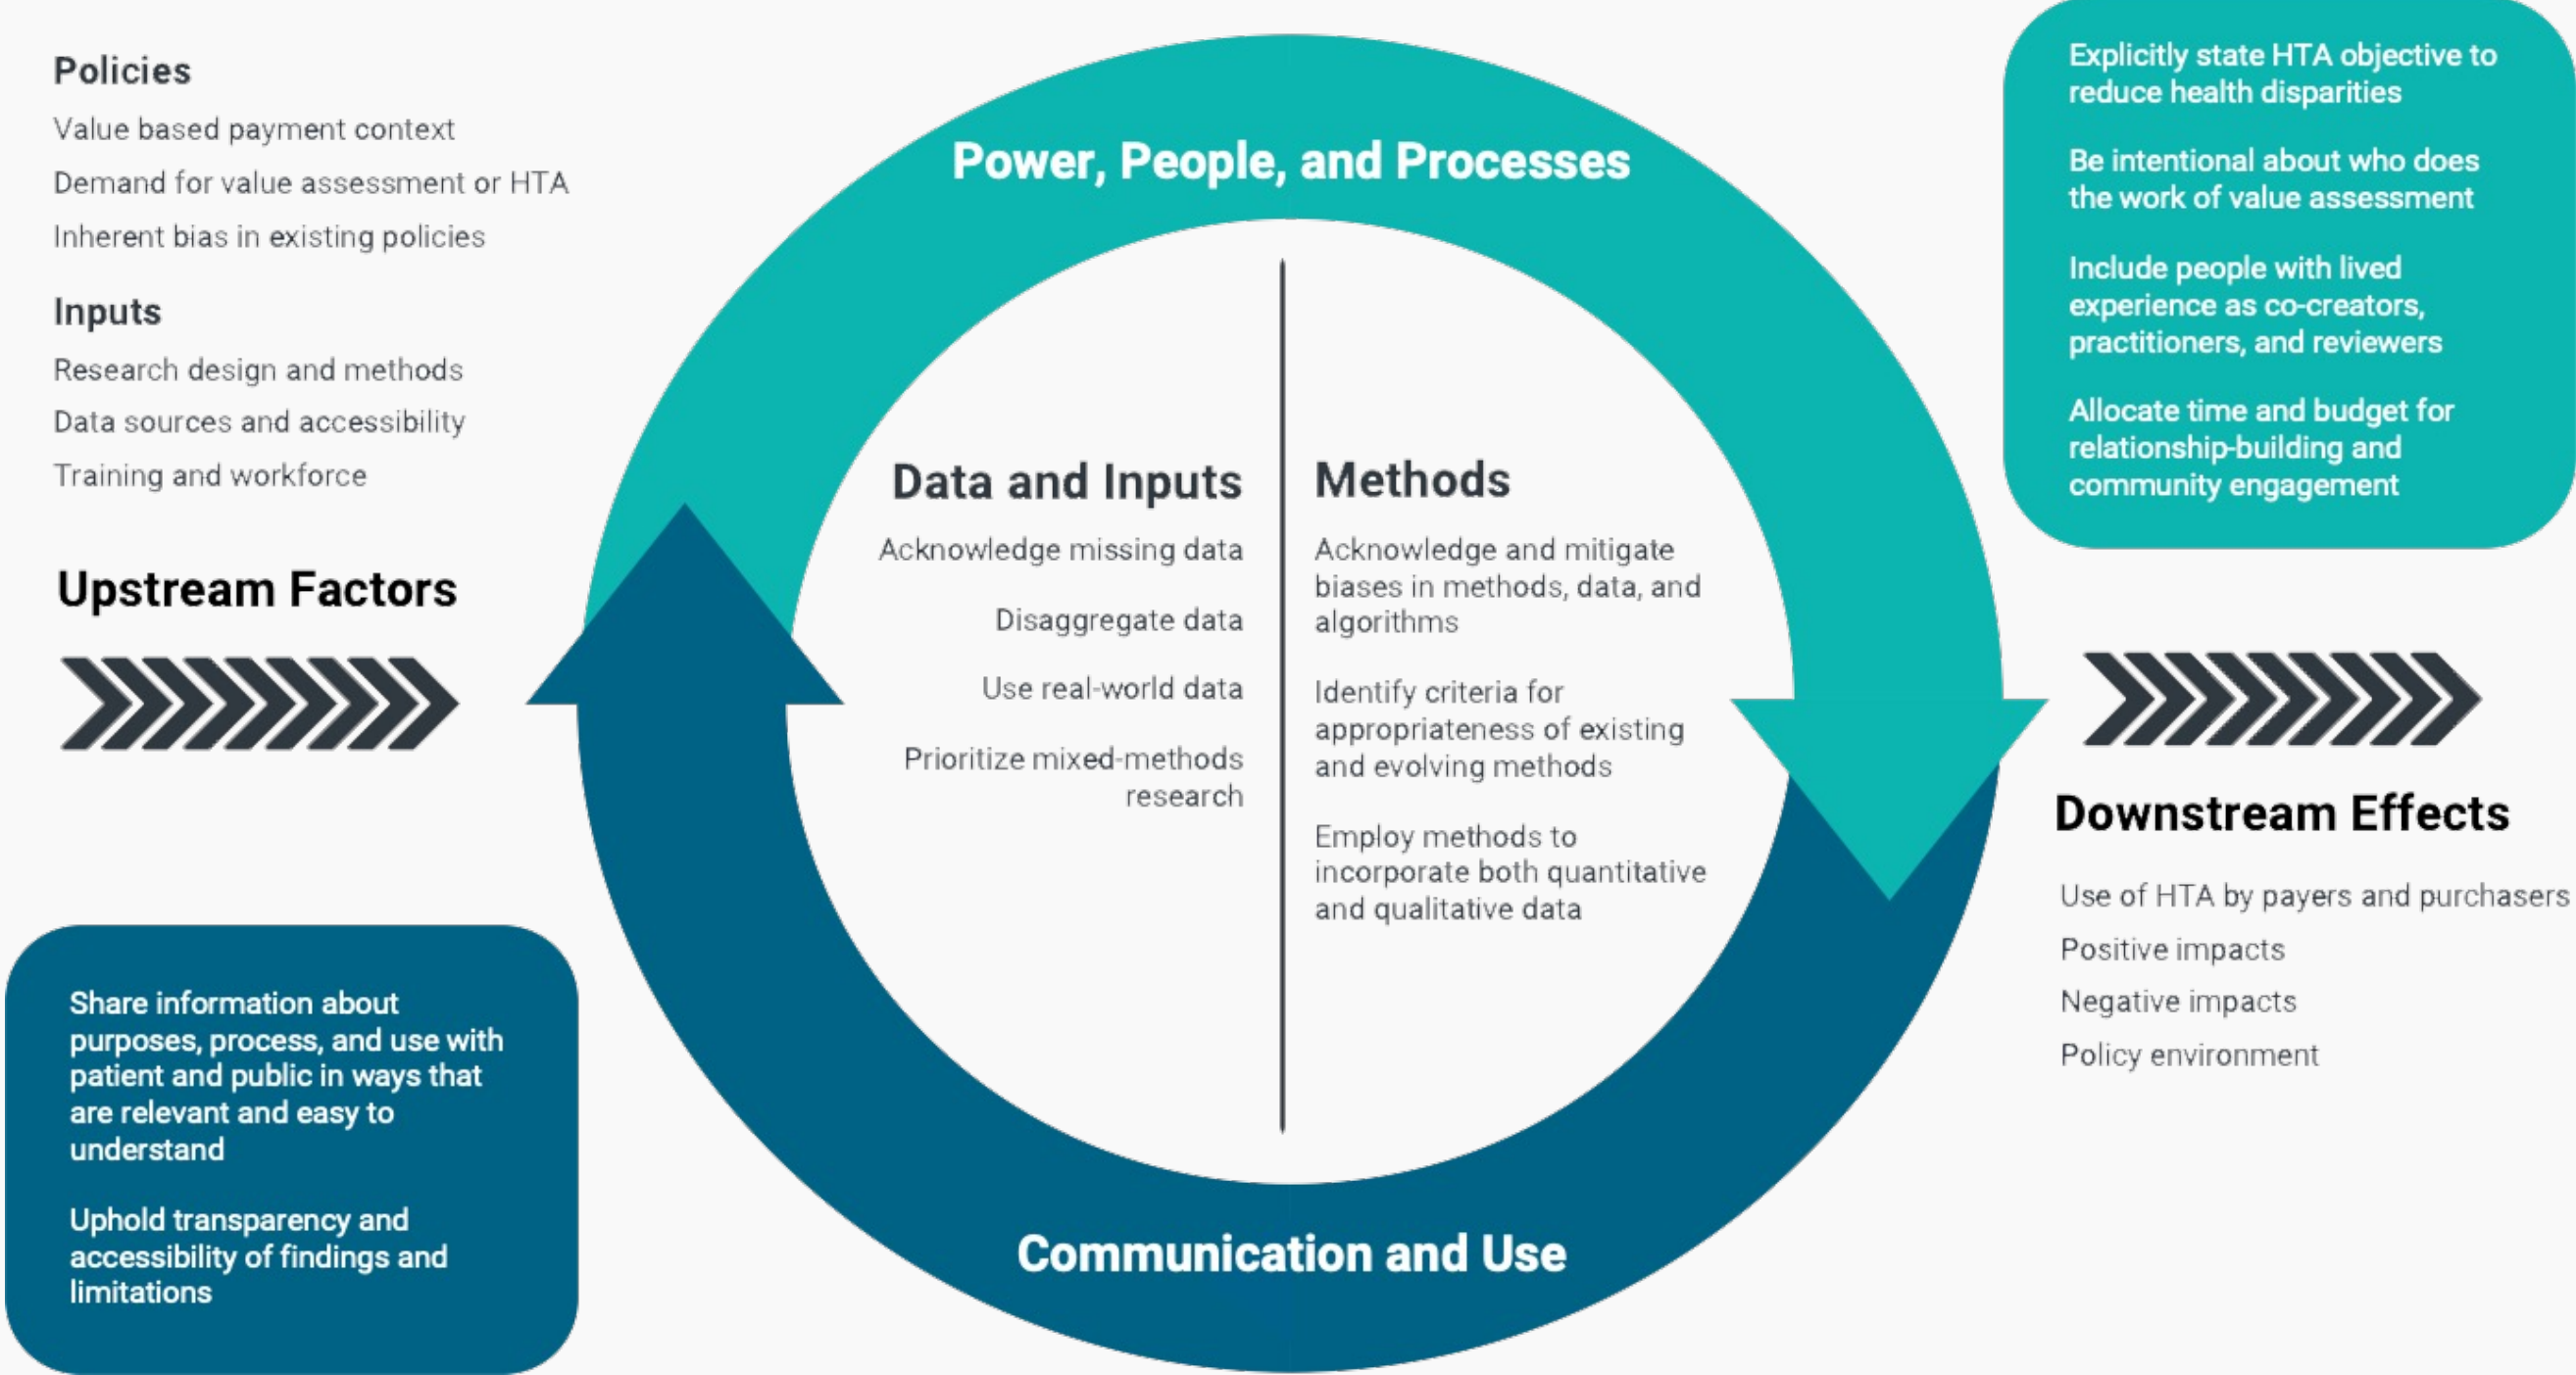 Policies
Value based payment context
Demand for value assessment or HTA
Inherent bias in existing policies
Inputs
Research design and methods
Data sources and accessibility
Training and workforce
Upstream Factors
Share information about
purposes, process, and use with
patient and public in ways that
are relevant and easy to
understand
Uphold transparency and
accessibility of findings and
limitations
Power, People, and Processes
Data and Inputs
Acknowledge missing data
Disaggregate data
Use real-world data
Prioritize mixed-methods
research
Methods
Acknowledge and mitigate
biases in methods, data, and
algorithms
Identify criteria for
appropriateness of existing
and evolving methods
Employ methods to
incorporate both quantitative
and qualitative data
Communication and Use
Explicitly state HTA objective to
reduce health disparities
Be intentional about who does
the work of value assessment
Include people with lived
experience as co-creators,
practitioners, and reviewers
Allocate time and budget for
relationship-building and
community engagement
Downstream Effects
Use of HTA by payers and purchasers
Positive impacts
Negative impacts
Policy environment